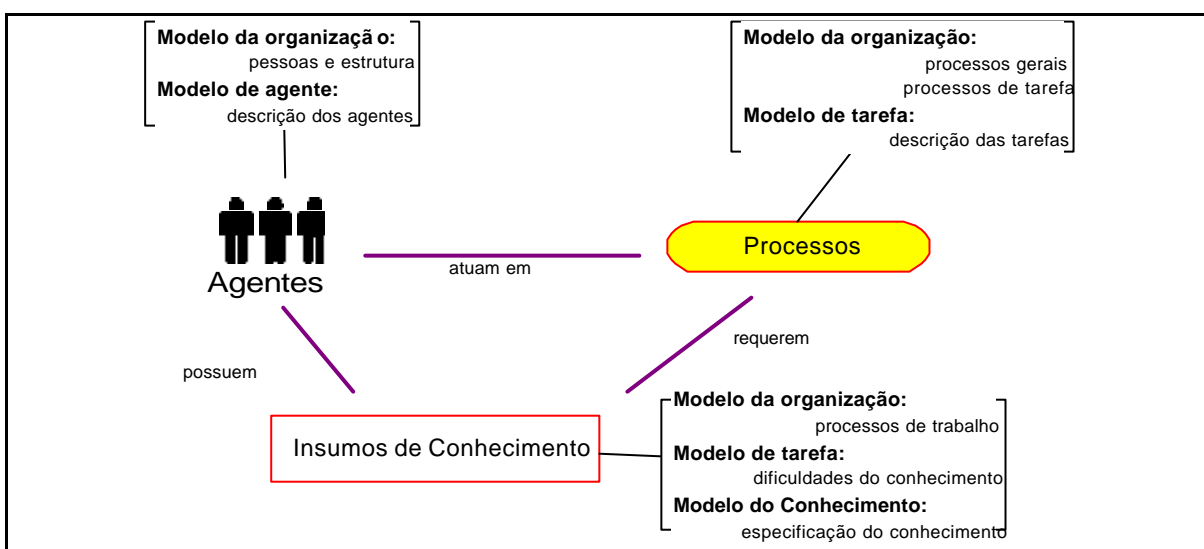 Modelo da organizaçã o:
pessoas e estrutura
Modelo de agente:
descrição dos agentes
Modelo da organização:
processos gerais
processos de tarefa
Modelo de tarefa:
descrição das tarefas
Agentes
atuam em
Processos
possuem
requerem
Insumos de Conhecimento
Modelo da organização:
processos de trabalho
Modelo de tarefa:
dificuldades do conhecimento
Modelo do Conhecimento:
especificação do conhecimento